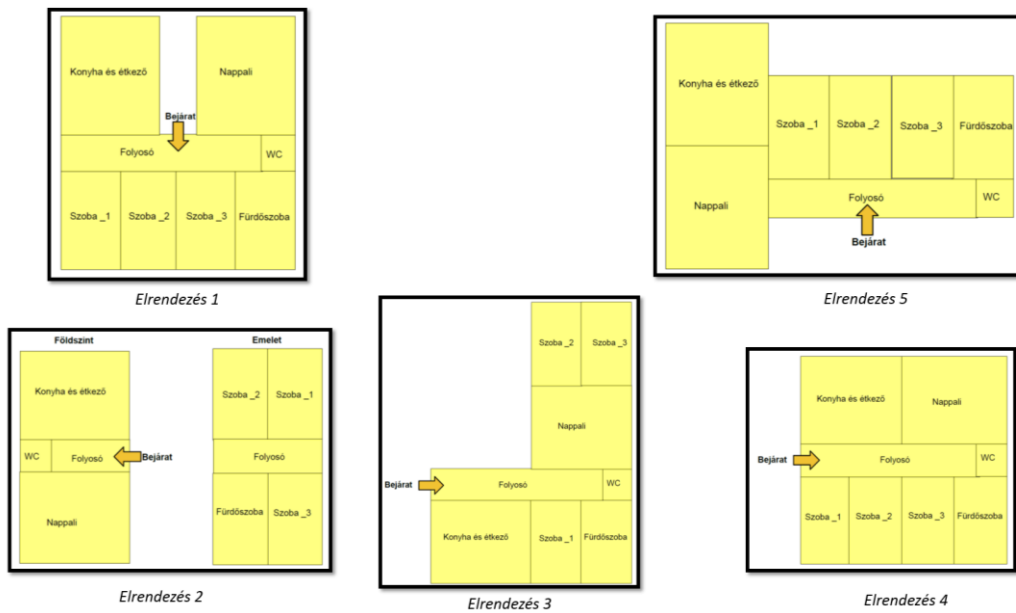 Konyha és étkező
Nappali
Bejárat
Folyosó
WC
Szoba _1
Szoba _2
Szoba _3
Fürdőszoba
Elrendezés 1
Konyha és étkező
Szoba _1
Szoba _2
Szoba _3
Fürdőszoba
Nappali
Folyosó
WC
Bejárat
Elrendezés 5
Földszint
Emelet
Konyha és étkező
Szoba _2
Szoba _1
WC
Folyosó
Bejárat
Folyosó
Nappali
Fürdőszoba
Szoba _3
Elrendezés 2
Szoba _2
Szoba _3
Nappali
Bejárat
Folyosó
WC
Konyha és étkező
Szoba _1
Fürdőszoba
Elrendezés 3
Konyha és étkező
Nappali
Bejárat
Folyosó
WC
Szoba _1
Szoba _2
Szoba _3
Fürdőszoba
Elrendezés 4